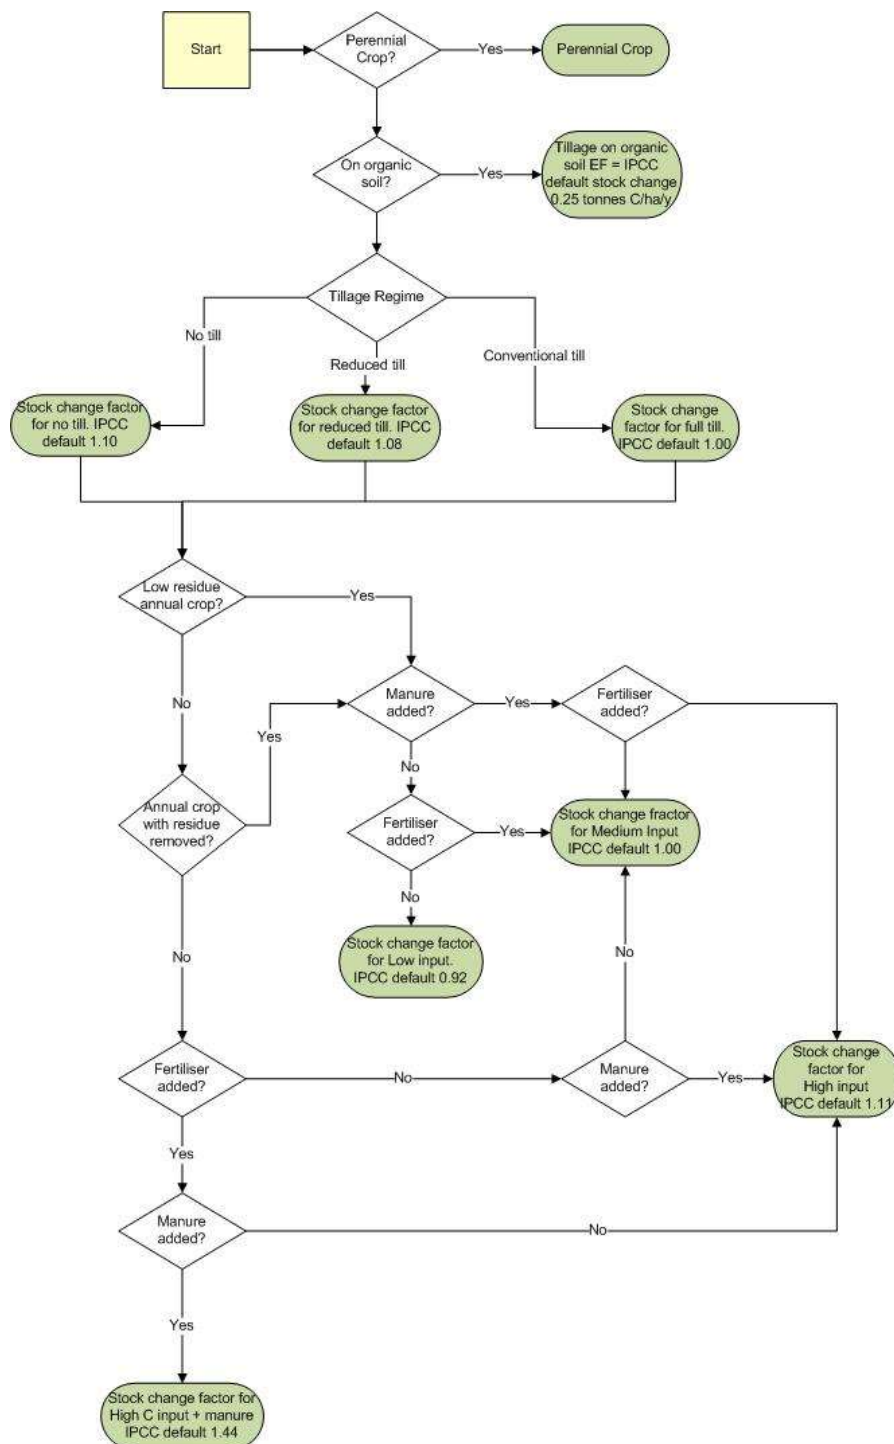 Start
Perennial
Crop?
Yes
Perennial Crop
On organic
soil?
Yes
Tillage on organic
soil EF = IPCC
default stock change
0.25 tonnes C/ha/y
Tillage Regime
No till
Reduced till
Conventional till
Stock change factor
for no till. IPCC
default 1.10
Stock change factor
for reduced till. IPCC
default 1.08
Stock change
factor for full till.
IPCC default 1.00
Low residue
annual crop?
Yes
No
Manure
added?
Yes
Fertiliser
added?
Yes
No
Annual crop
with residue
removed?
Fertiliser
added?
Yes
Stock change fractor
for Medium Input
IPCC default 1.00
No
Stock change factor
for Low input.
IPCC default 0.92
No
No
Fertiliser
added?
No
Manure
added?
Yes
Stock change
factor for
High input
IPCC default 1.11
Yes
Manure
added?
No
Yes
Stock change factor for
High C input + manure
IPCC default 1.44